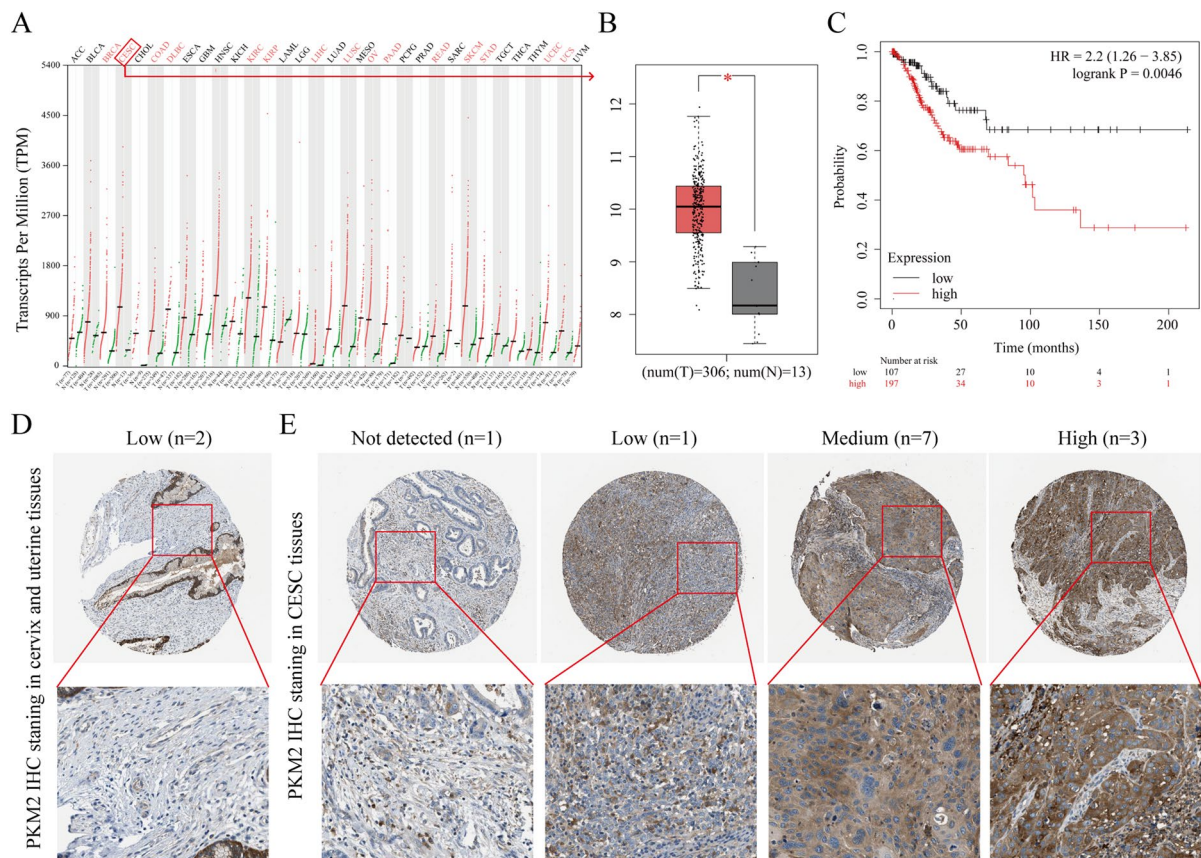 A
ACC
BLCA
BRCA
CESC
CHOL
COAD
DLBC
ESCA
GBM
HNSC
KICH
KIRC
KIRP
LAML
LGG
LIHC
LUAD
LUSC
MESO
OV
PAAD
PCPG
PRAD
READ
SARC
SKCM
STAD
TGCT
THCA
THYM
UCEC
UCS
UVM
Transcripts Per Million (TPM)
5400
4500
3600
2700
1800
900
0
B
*
12
11
10
9
8
(num(T)=306; num(N)=13)
C
HR = 2.2 (1.26 − 3.85)
logrank P = 0.0046
Probability
1.0
0.8
0.6
0.4
0.2
0.0
Expression
low
high
0 50 100 150 200
Time (months)
Number at risk
low 107 27 10 4 1
high 197 34 10 3 1
D
PKM2 IHC staning in cervix and uterine tissues
Low (n=2)
E
PKM2 IHC staning in CESC tissues
Not detected (n=1)
Low (n=1)
Medium (n=7)
High (n=3)